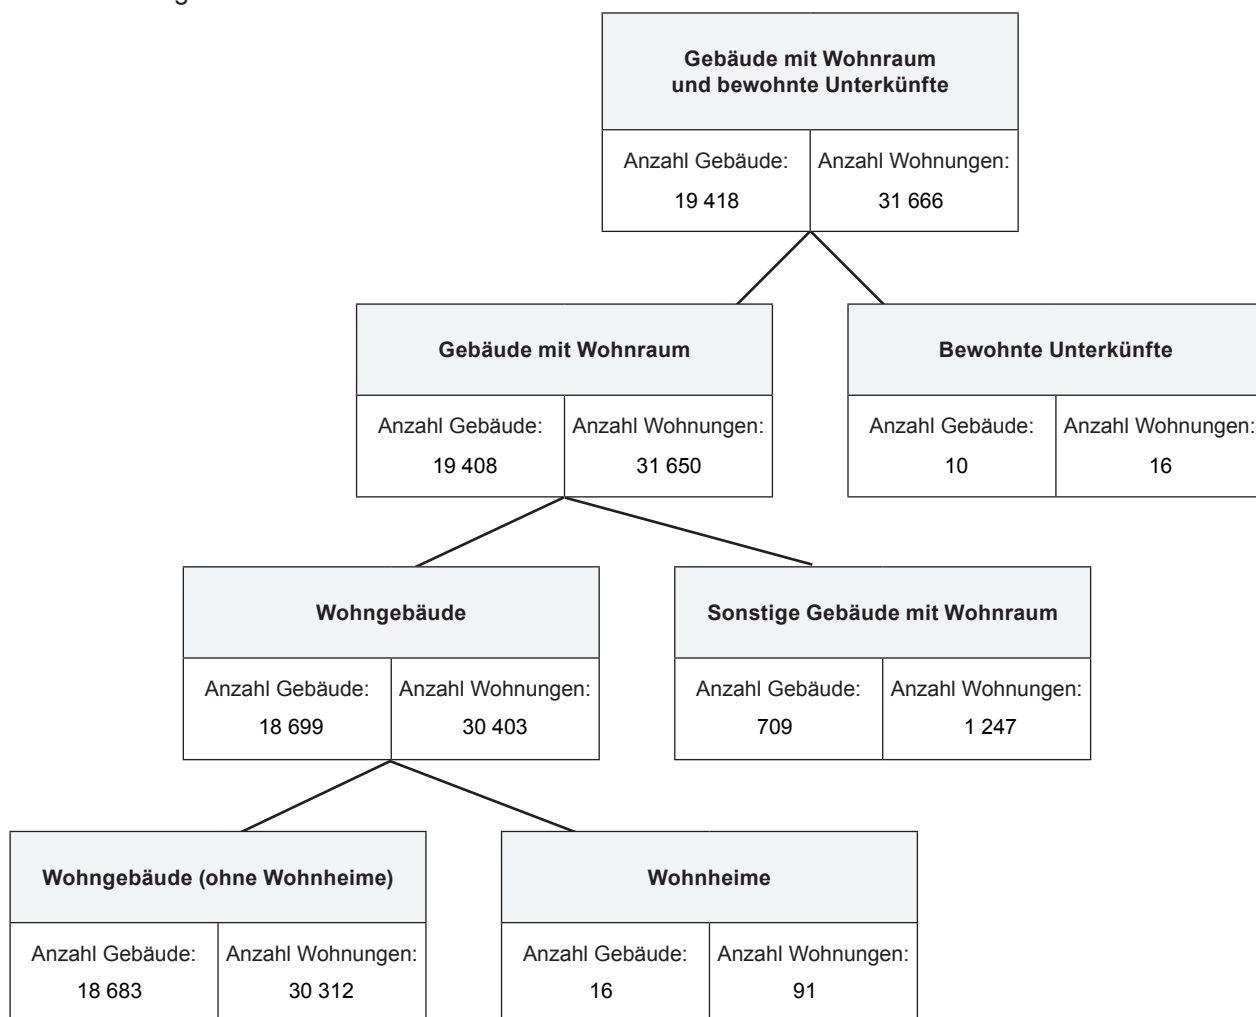 Gebäude mit Wohnraum
und bewohnte Unterkünfte
Anzahl Gebäude: Anzahl Wohnungen:
19 418 31 666
Gebäude mit Wohnraum Bewohnte Unterkünfte
Anzahl Gebäude: Anzahl Wohnungen: Anzahl Gebäude: Anzahl Wohnungen:
19 408 31 650 10 16
Wohngebäude Sonstige Gebäude mit Wohnraum
Anzahl Gebäude: Anzahl Wohnungen: Anzahl Gebäude: Anzahl Wohnungen:
18 699 30 403 709 1 247
Wohngebäude (ohne Wohnheime) Wohnheime
Anzahl Gebäude: Anzahl Wohnungen: Anzahl Gebäude: Anzahl Wohnungen:
18 683 30 312 16 91